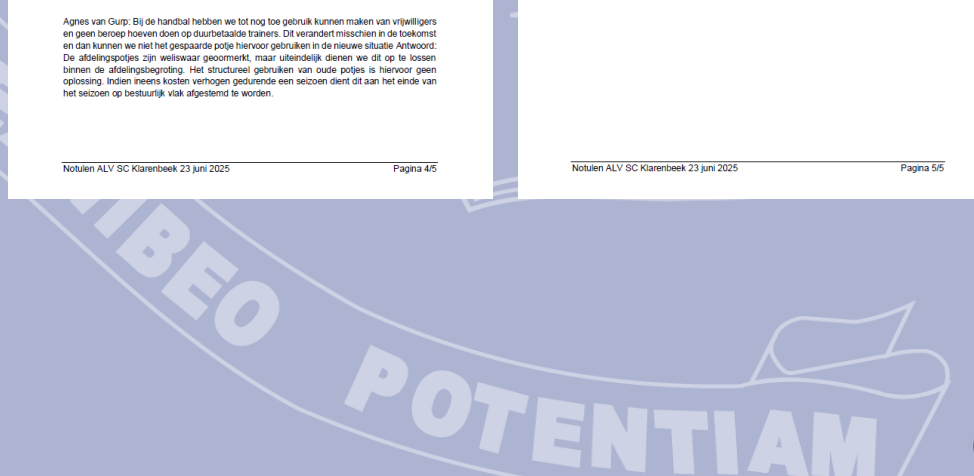 Agnes van Gurp: Bij de handbal hebben we tot nog toe gebruik kunnen maken van vrijwilligers
en geen beroep hoeven doen op duurbetaalde trainers. Dit verandert misschien in de toekomst
en dan kunnen we niet het gespaarde potje hiervoor gebruiken in de nieuwe situatie Antwoord:
De afdelingspotjes zijn weliswaar geoormerkt, maar uiteindelijk dienen we dit op te lossen
binnen de afdelingsbegroting. Het structureel gebruiken van oude potjes is hiervoor geen
oplossing. Indien ineens kosten verhogen gedurende een seizoen dient dit aan het einde van
het seizoen op bestuurlijk vlak afgestemd te worden.
Notulen ALV SC Klarenbeek 23 juni 2025 Pagina 4/5
Notulen ALV SC Klarenbeek 23 juni 2025 Pagina 5/5
IBEO POTENTIAM